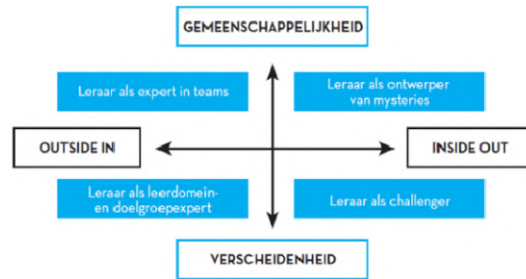 GEMEENSCHAPPELIJKHEID
Leraar als expert in teams
Leraar als ontwerper
van mysteries
OUTSIDE IN
INSIDE OUT
Leraar als leerdomein-
en doelgroepexpert
Leraar als challenger
VERSCHEIDENHEID